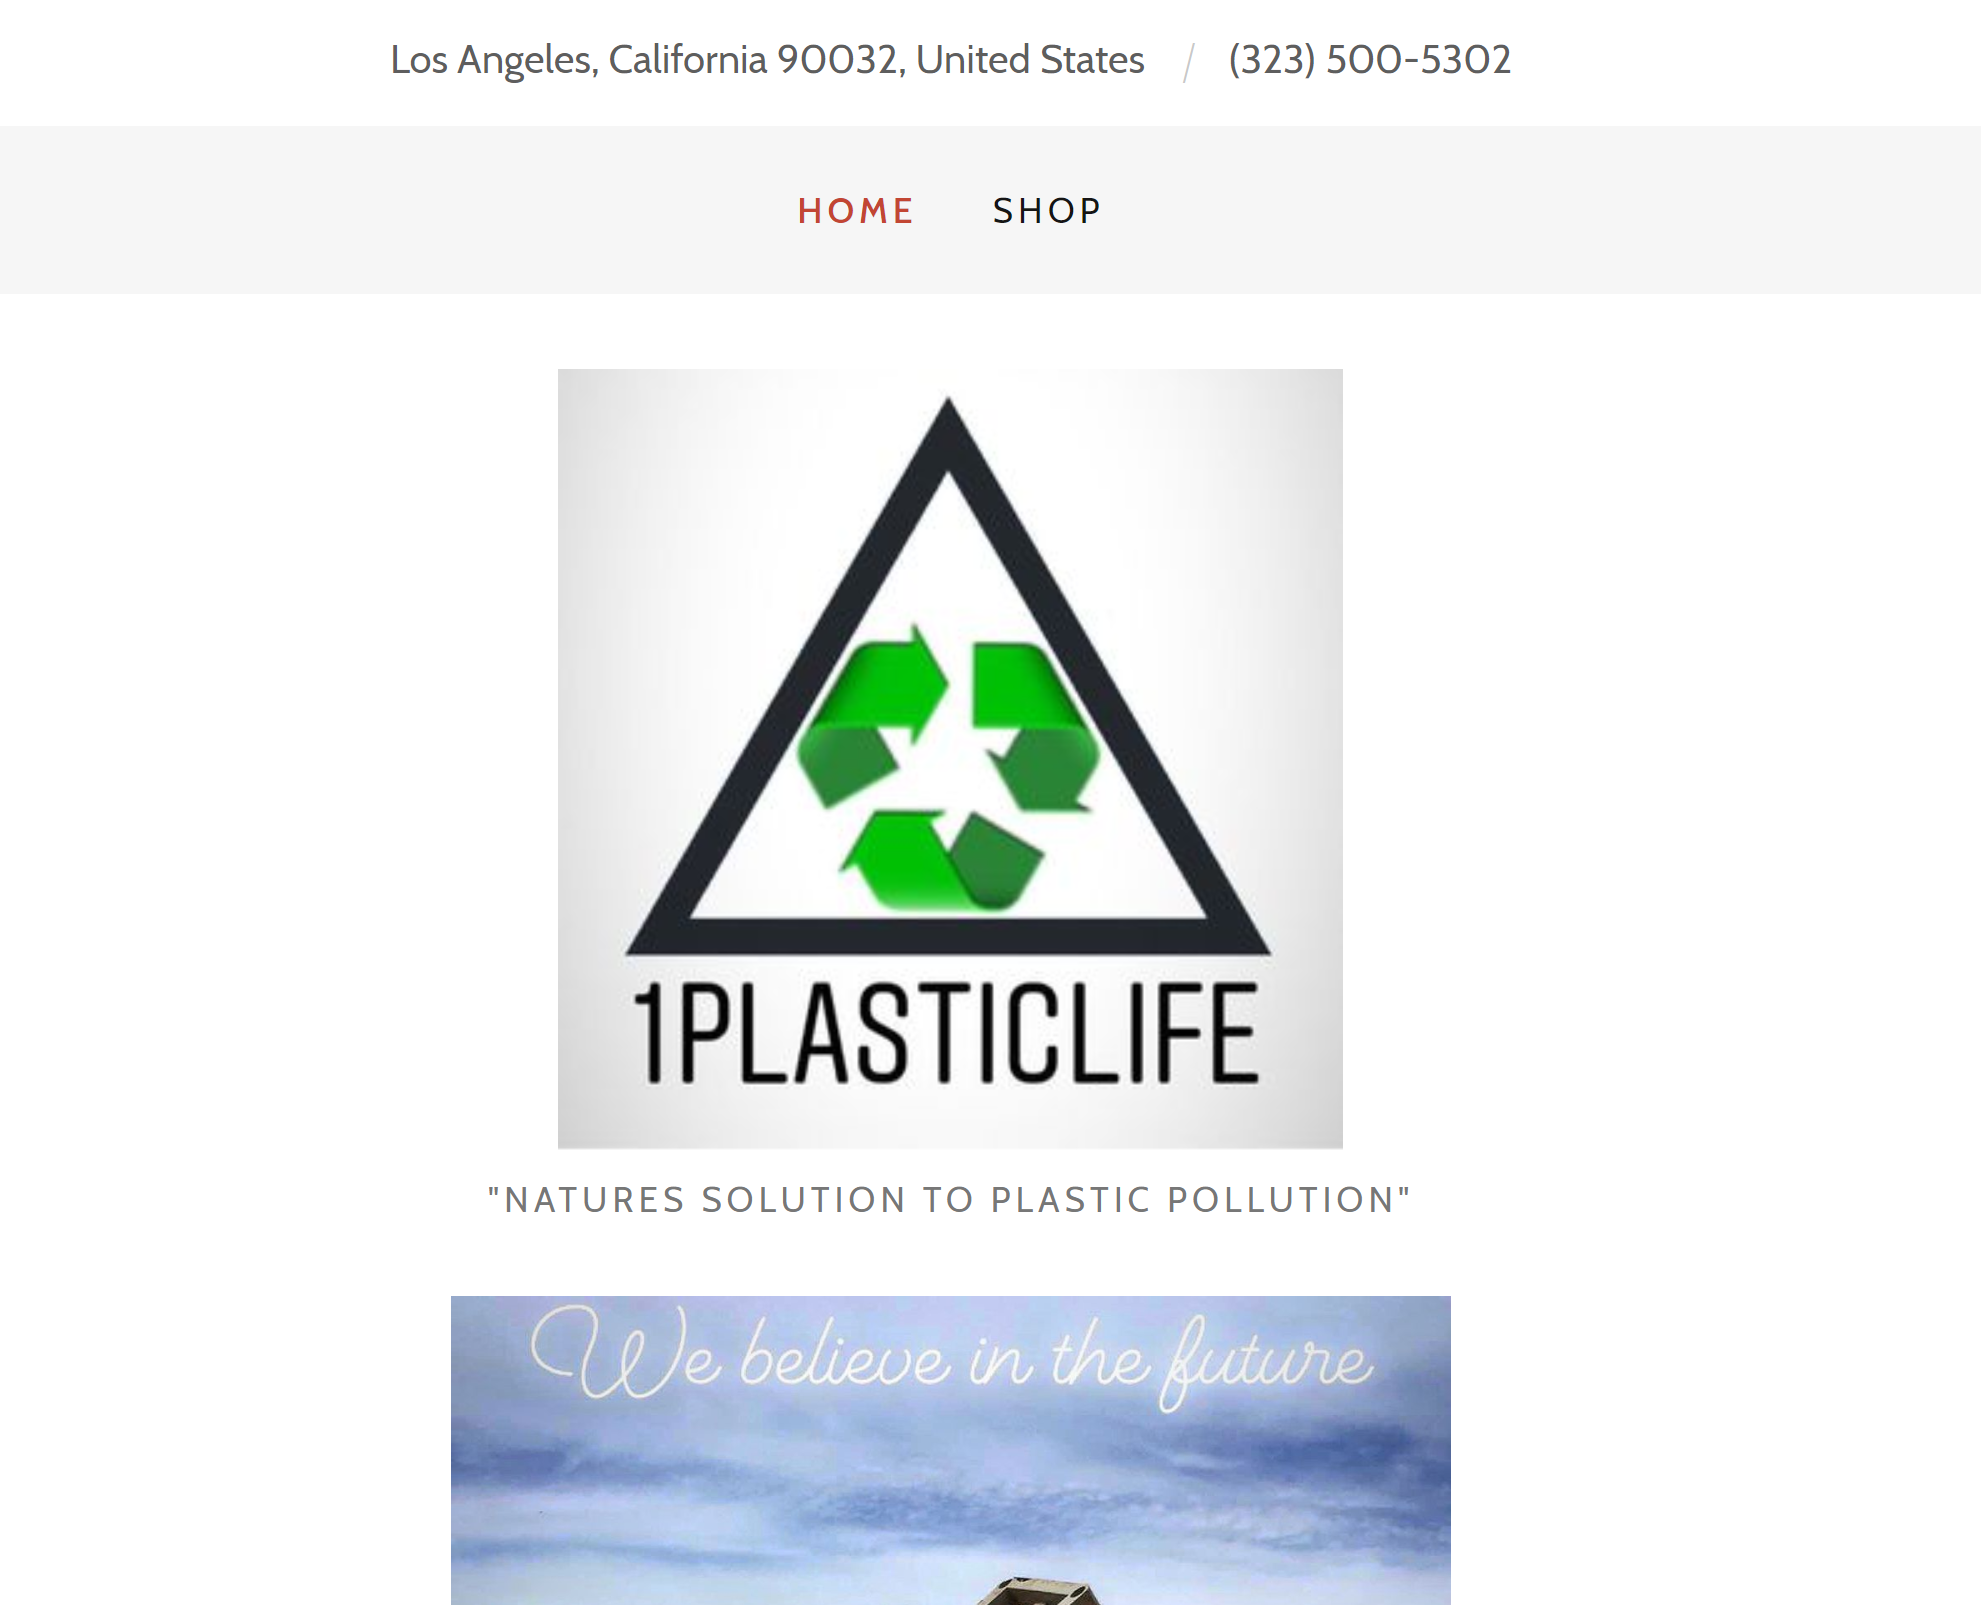 Los Angeles, California 90032, United States / (323) 500-5302
HOME SHOP
1PLASTICLIFE
"NATURES SOLUTION TO PLASTIC POLLUTION"
We believe in the future